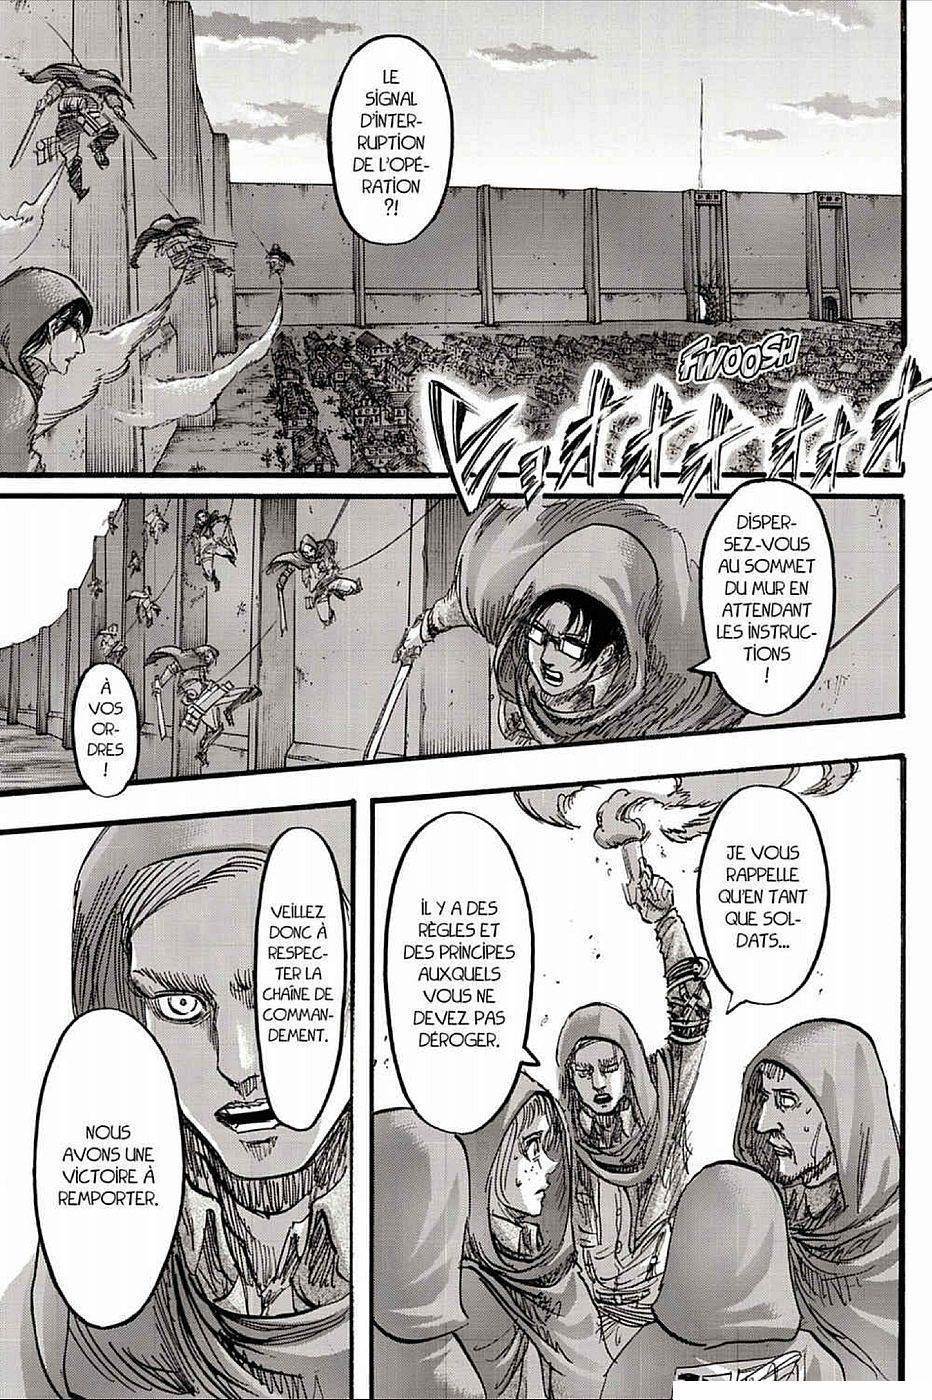 LE
SIGNAL
D'INTER-
RUPTION
DE L'OPÉ-
RATION
?!
FWOOSH
DISPER-
SEZ-VOUS
AU SOMMET
DU MUR EN
ATTENDANT
LES INSTRUC-
TIONS
!
À
VOS
OR-
DRES
!
JE VOUS
RAPPELLE
QU'EN TANT
QUE SOL-
DATS...
IL Y A DES
RÈGLES ET
DES PRINCIPES
AUXQUELS
VOUS NE
DEVEZ PAS
DÉROGER.
VEILLEZ
DONC À
RESPEC-
TER LA
CHAÎNE DE
COMMAN-
DEMENT.
NOUS
AVONS UNE
VICTOIRE À
REMPORTER.